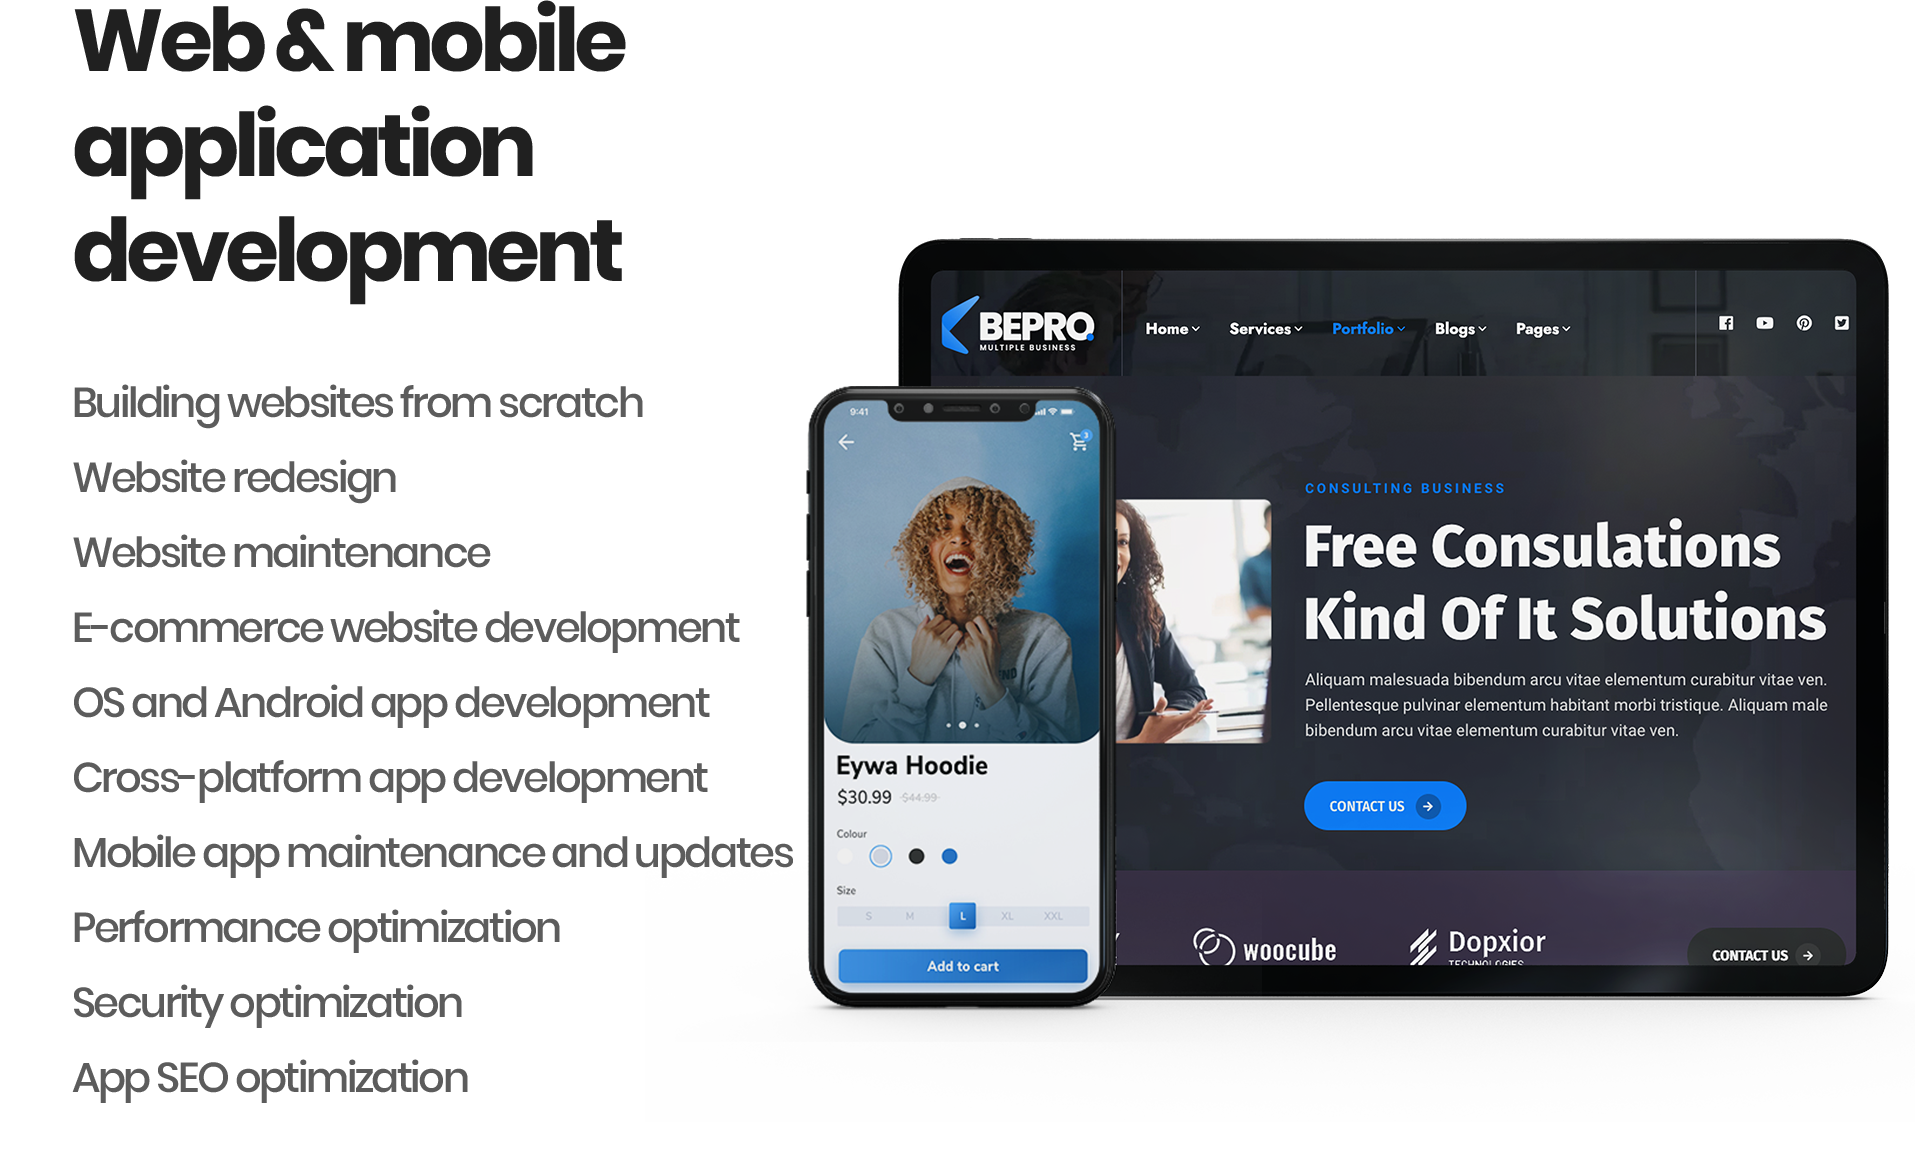 Web & mobile
application
development
Building websites from scratch
Website redesign
Website maintenance
E-commerce website development
OS and Android app development
Cross-platform app development
Mobile app maintenance and updates
Performance optimization
Security optimization
App SEO optimization
BEPRO
MULTIPLE BUSINESS
Home
Services
Portfolio
Blogs
Pages
9:41
3
Eywa Hoodie
$30.99 $44.99
Colour
Size
S M L XL XXL
Add to cart
CONSULTING BUSINESS
Free Consulations
Kind Of It Solutions
Aliquam malesuada bibendum arcu vitae elementum curabitur vitae ven.
Pellentesque pulvinar elementum habitant morbi tristique. Aliquam male
bibendum arcu vitae elementum curabitur vitae ven.
CONTACT US
woocube
Dopxior
TECHNOLOGIES
CONTACT US